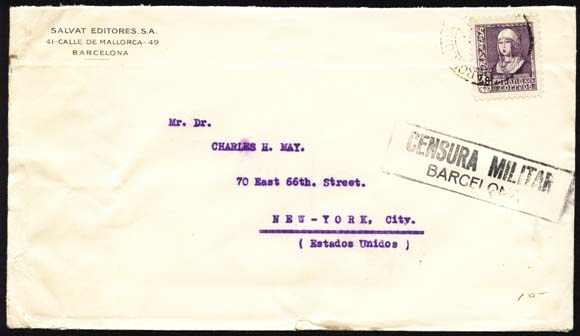 SALVAT EDITORES, S.A.
41-CALLE DE MALLORCA-49
BARCELONA
Mr. Dr.
CHARLES H. MAY.
70 East 66th. Street.
NEW-YORK, City.
( Estados Unidos )
CENSURA MILITAR
BARCELONA